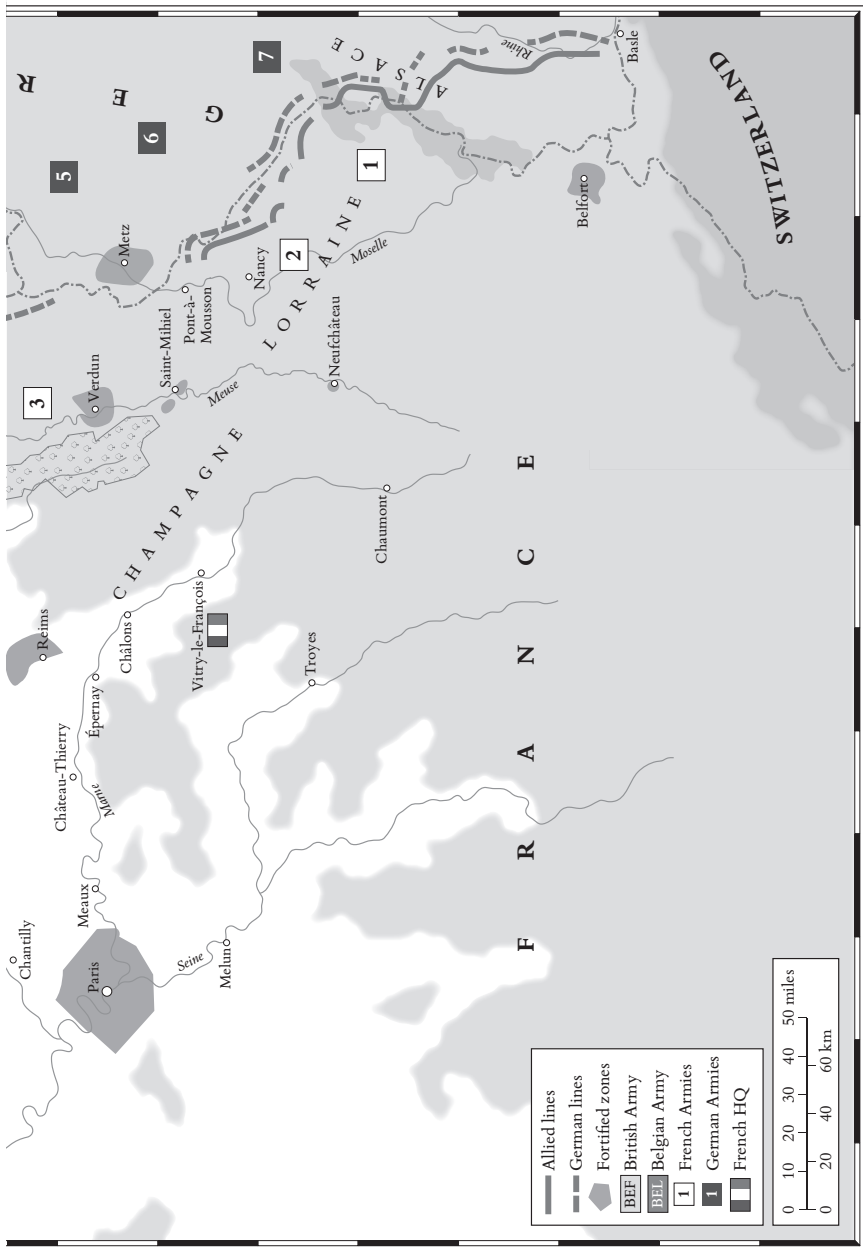 Chantilly
Paris
Meaux
Château-Thierry
Marne
Épernay
Reims
Châlons
CHAMPAGNE
Vitry-le-François
Seine
Melun
Troyes
Chaumont
3
Verdun
Saint-Mihiel
Meuse
Neufchâteau
Metz
Pont-à-
Mousson
Nancy
LORRAINE
Moselle
5
6
7
GER
2
1
ALSACE
Rhine
Basle
Belfort
SWITZERLAND
FRANCE
Allied lines
German lines
Fortified zones
BEF British Army
BEL Belgian Army
1 French Armies
1 German Armies
French HQ
0 10 20 30 40 50 miles
0 20 40 60 km